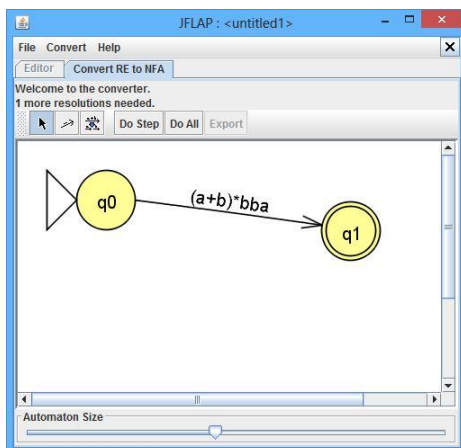 JFLAP : <untitled1>
File Convert Help
Editor Convert RE to NFA
Welcome to the converter.
1 more resolutions needed.
Do Step Do All Export
q0
(a+b)*bba
q1
Automaton Size